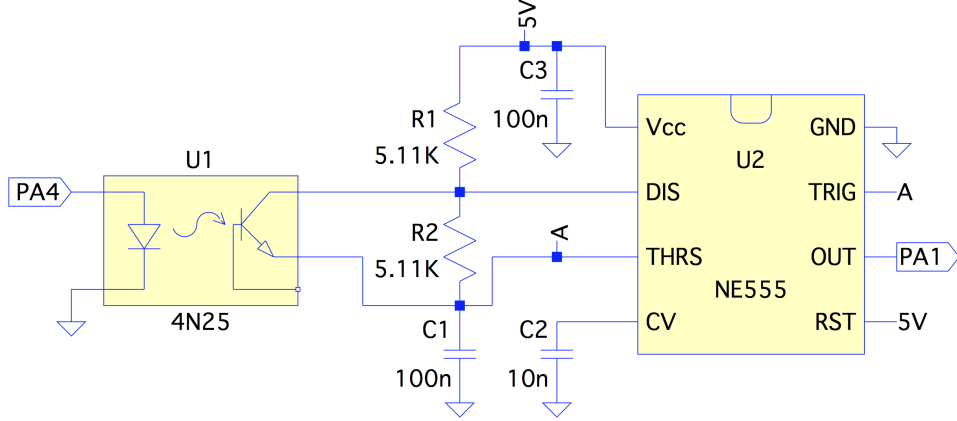 5V
C3
100n
R1
5.11K
Vcc
GND
U2
U1
PA4
DIS
TRIG
A
R2
5.11K
A
THRS
OUT
PA1
NE555
4N25
C1
100n
C2
10n
CV
RST
5V